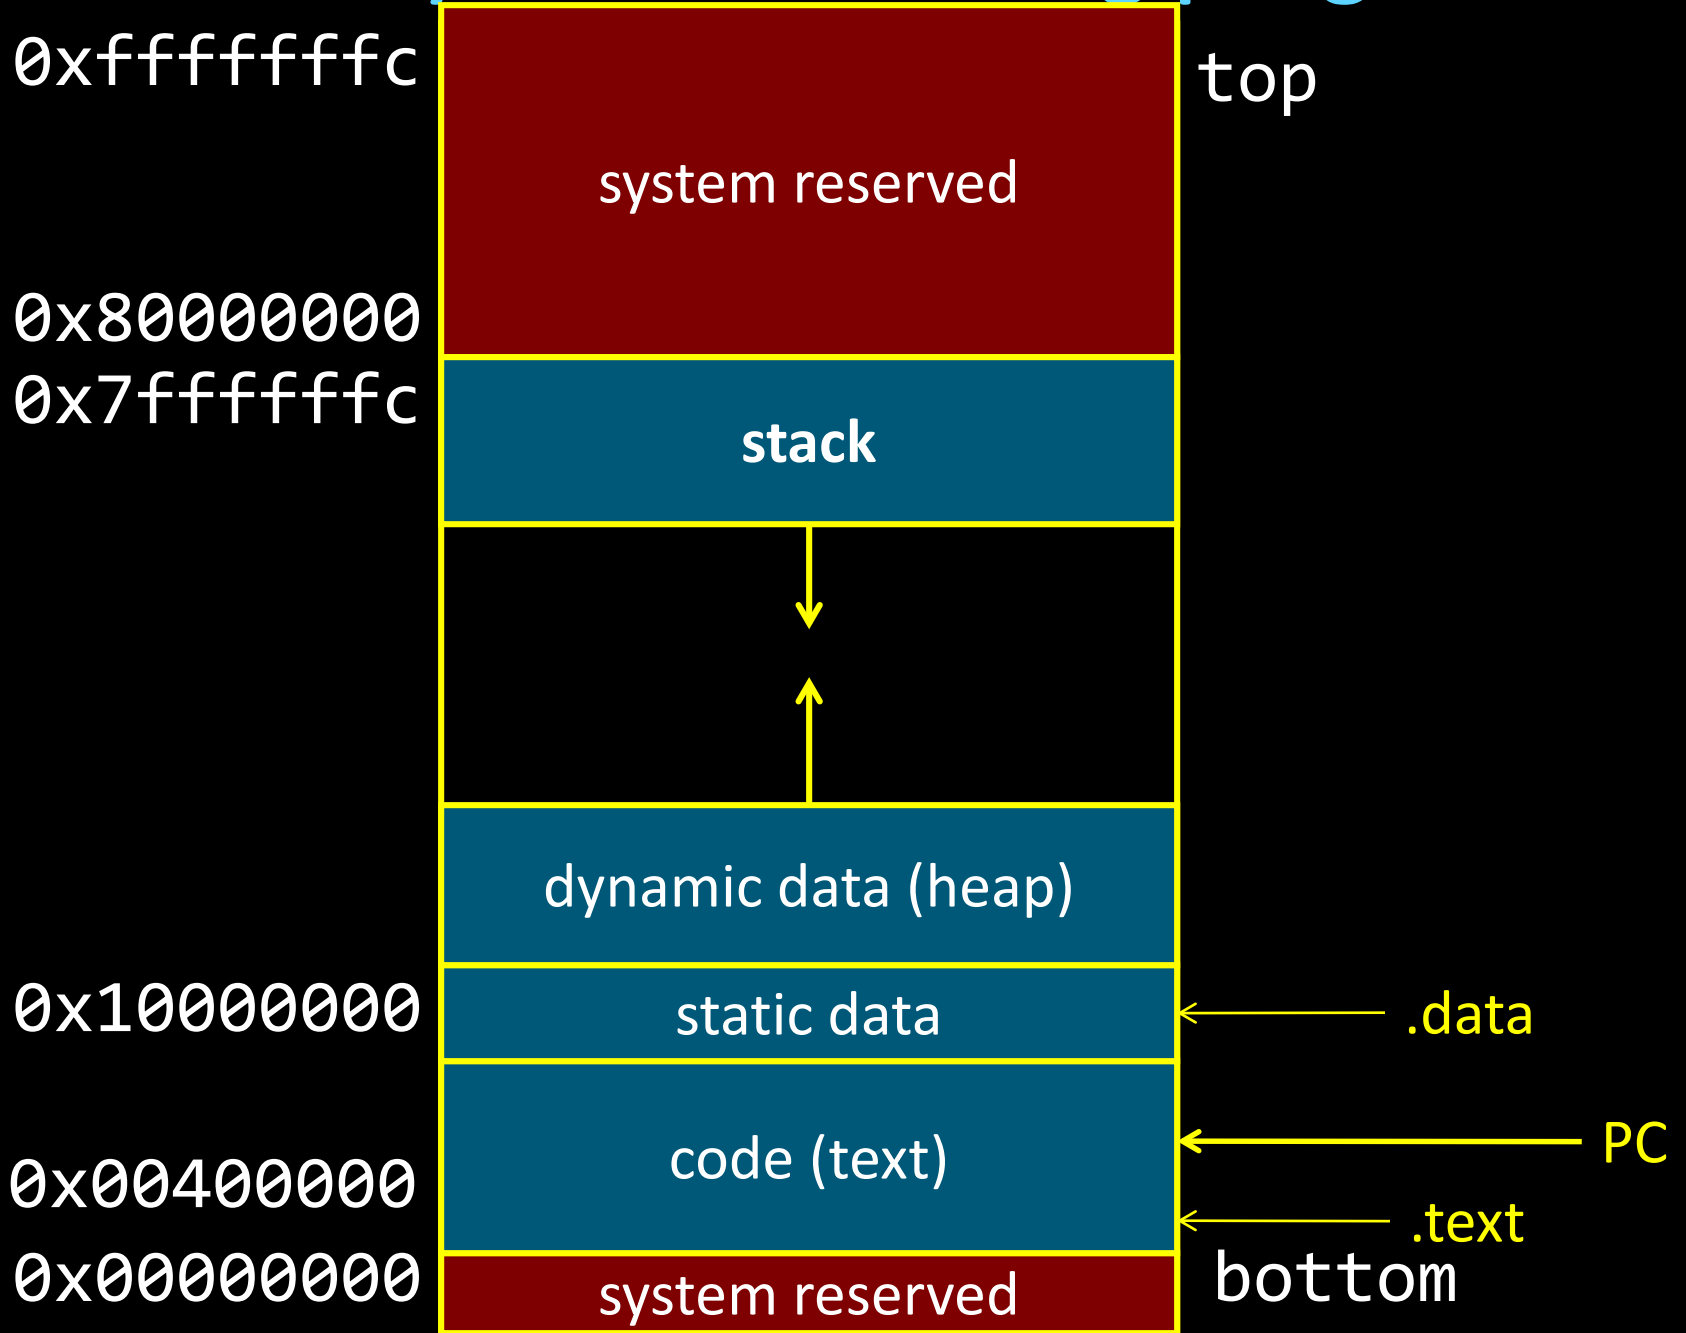 0xfffffffc
top
system reserved
0x80000000
0x7ffffffc
stack
dynamic data (heap)
0x10000000
static data
.data
code (text)
PC
0x00400000
.text
0x00000000
bottom
system reserved